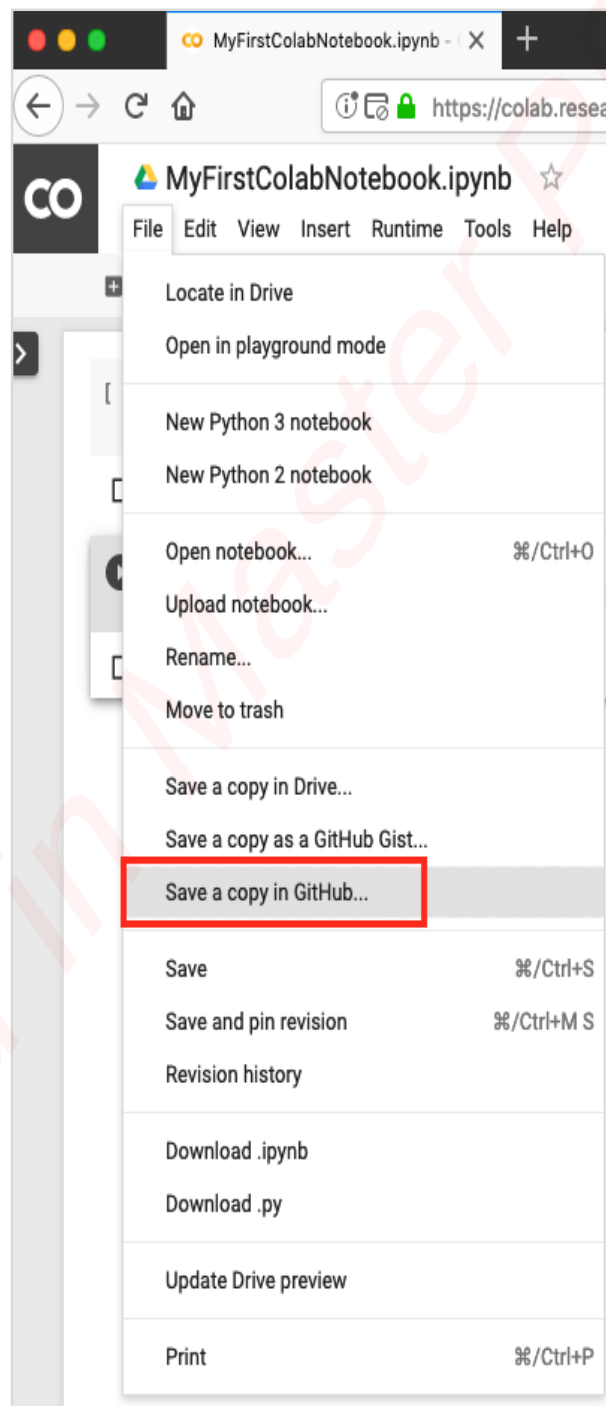 MyFirstColabNotebook.ipynb -
https://colab.resea
CO
MyFirstColabNotebook.ipynb
File Edit View Insert Runtime Tools Help
Locate in Drive
Open in playground mode
New Python 3 notebook
New Python 2 notebook
Open notebook... ⌘/Ctrl+O
Upload notebook...
Rename...
Move to trash
Save a copy in Drive...
Save a copy as a GitHub Gist...
Save a copy in GitHub...
Save ⌘/Ctrl+S
Save and pin revision ⌘/Ctrl+M S
Revision history
Download .ipynb
Download .py
Update Drive preview
Print ⌘/Ctrl+P
in Master